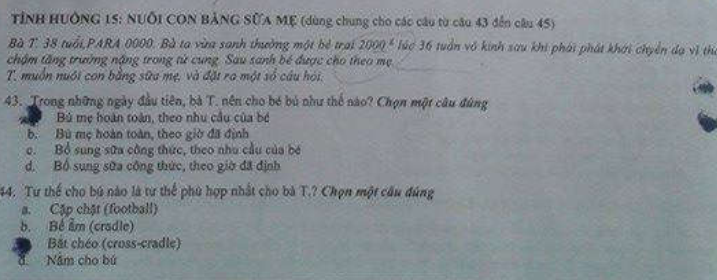 TÌNH HUỐNG 15: NUÔI CON BẰNG SỮA MẸ (dùng chung cho các câu từ câu 43 đến câu 45)
Bà T. 38 tuổi, PARA 0000. Bà ta vừa sanh thường một bé trai 2000 g lúc 36 tuần vô kinh sau khi phải phát khởi chuyển dạ vì thai
chậm tăng trưởng nặng trong tử cung. Sau sanh bé được cho theo mẹ.
T. muốn nuôi con bằng sữa mẹ, và đặt ra một số câu hỏi.
43. Trong những ngày đầu tiên, bà T. nên cho bé bú như thế nào? Chọn một câu đúng
Bú mẹ hoàn toàn, theo nhu cầu của bé
b. Bú mẹ hoàn toàn, theo giờ đã định
c. Bổ sung sữa công thức, theo nhu cầu của bé
d. Bổ sung sữa công thức, theo giờ đã định
44. Tư thế cho bú nào là tư thế phù hợp nhất cho bà T.? Chọn một câu đúng
a. Cặp chặt (football)
b. Bế ẵm (cradle)
Bắt chéo (cross-cradle)
d. Nằm cho bú